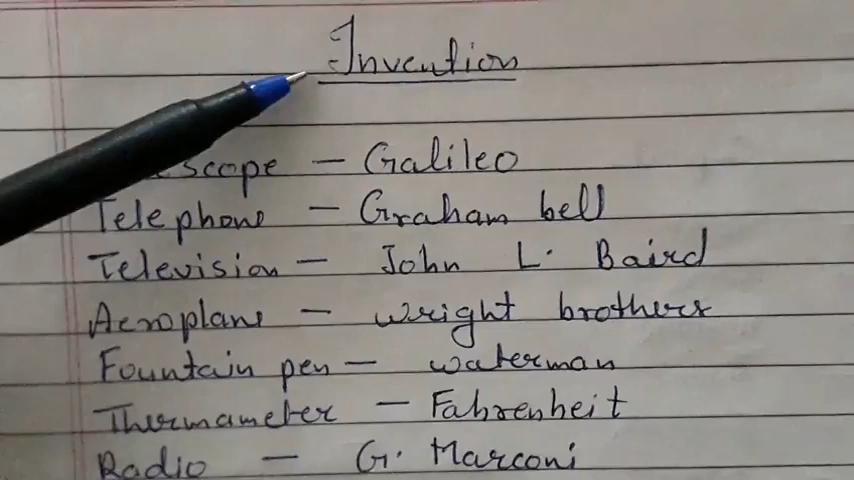 Invention
scope - Galileo
Telephone - Graham bell
Television - John L. Baird
Aeroplane - wright brothers
Fountain pen - waterman
Thermameter - Fahrenheit
Radio - G. Marconi